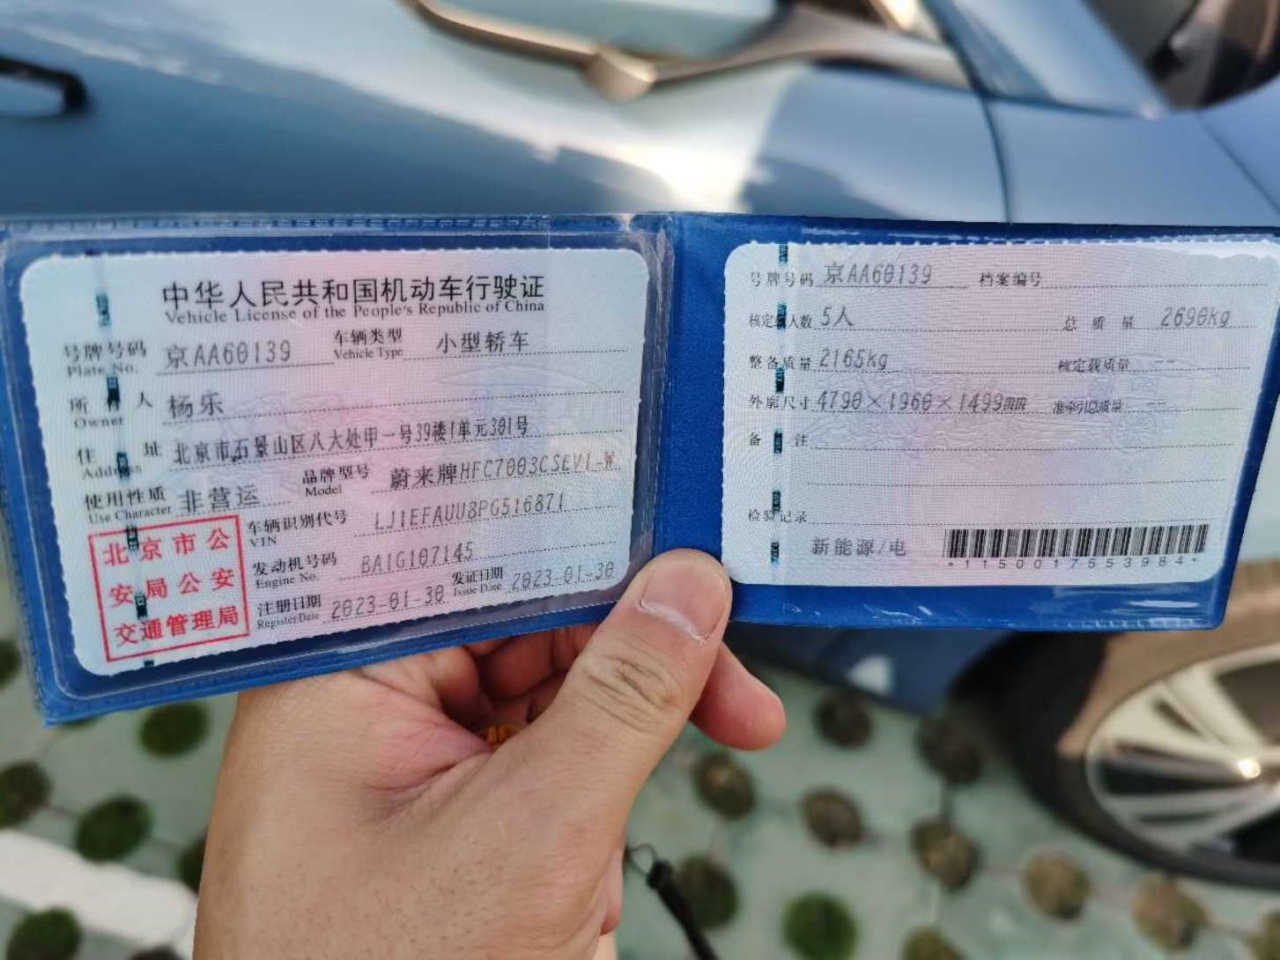 中华人民共和国机动车行驶证
Vehicle License of the People's Republic of China
号牌号码 京AA60139 车辆类型 小型轿车
Plate No. Vehicle Type
所有人 杨乐
Owner
住址 北京市石景山区八大处甲一号39楼1单元301号
Address
使用性质 非营运 品牌型号 蔚来牌HFC7003CSEV1-W
Use Character Model
车辆识别代号 LJ1EFAUU8PG516871
VIN
发动机号码 BA1G107145
Engine No.
注册日期 2023-01-30 发证日期 2023-01-30
Register Date Issue Date
北京市公
安局公安
交通管理局
号牌号码 京AA60139 档案编号
核定载人数 5人 总质量 2690kg
整备质量 2165kg 核定载质量 --
外廓尺寸 4790×1960×1499mm 准牵引总质量 --
备注
检验记录
新能源/电
*1150017553984*